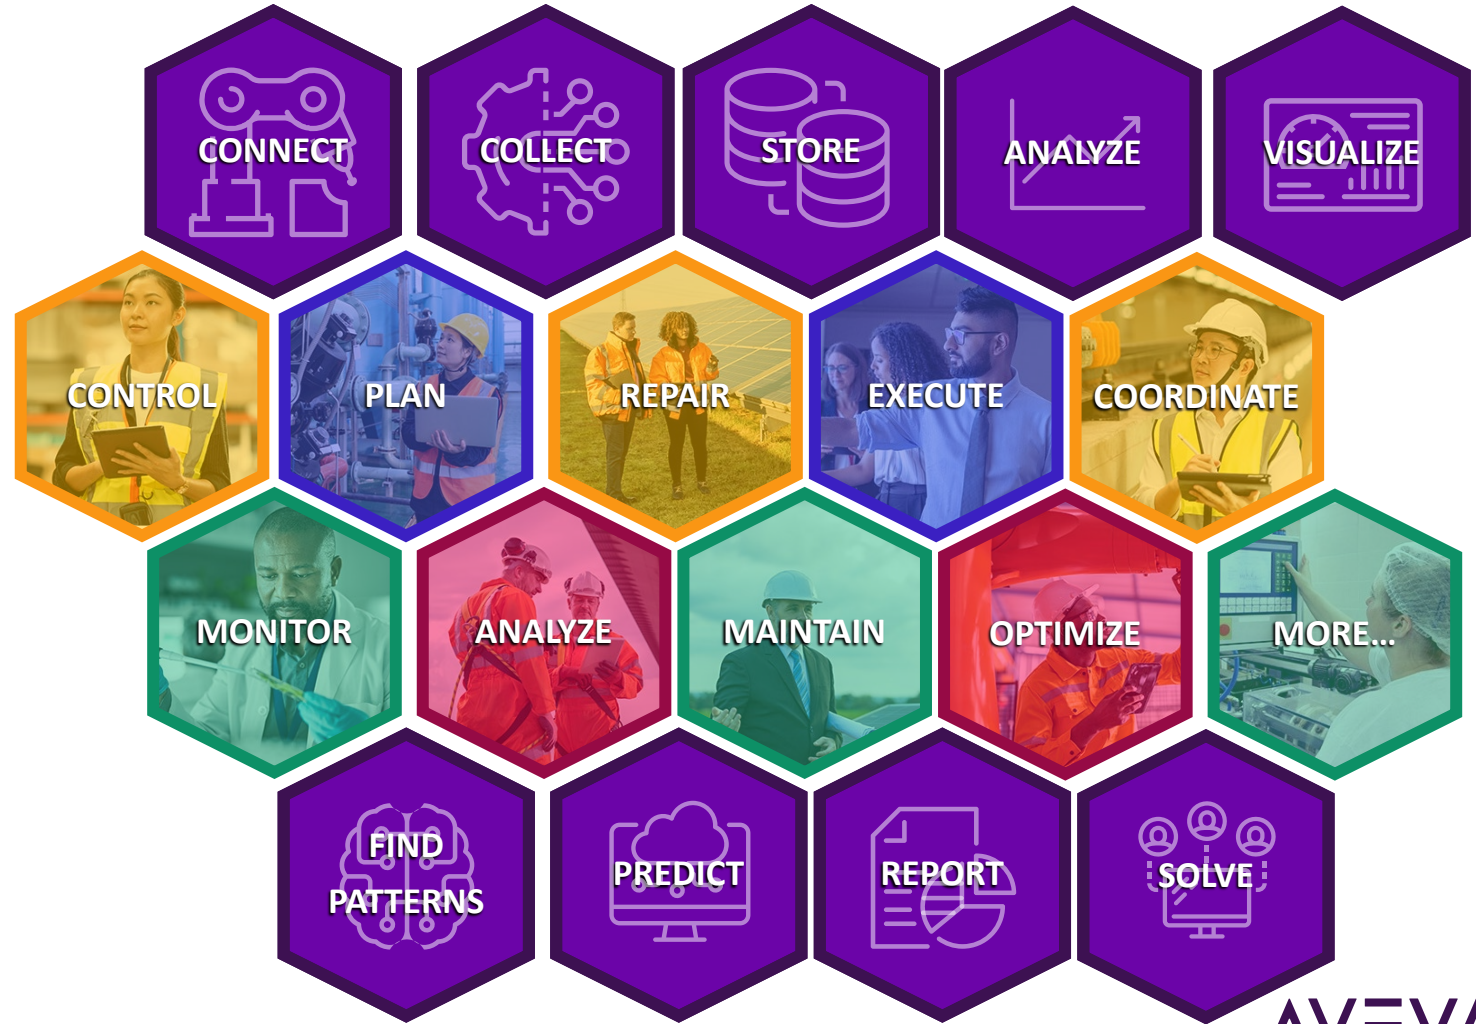 CONNECT
COLLECT
STORE
ANALYZE
VISUALIZE
CONTROL
PLAN
REPAIR
EXECUTE
COORDINATE
MONITOR
ANALYZE
MAINTAIN
OPTIMIZE
MORE...
FIND
PATTERNS
PREDICT
REPORT
SOLVE